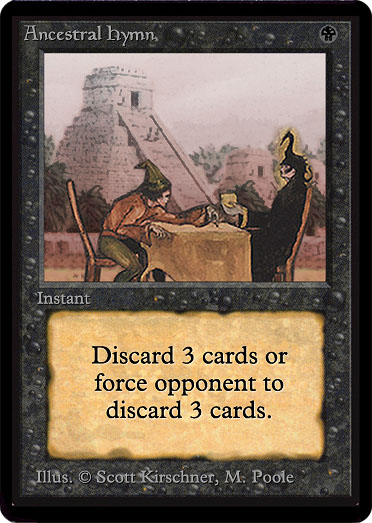 Ancestral Hymn
Instant
Discard 3 cards or
force opponent to
discard 3 cards.
Illus. © Scott Kirschner, M. Poole